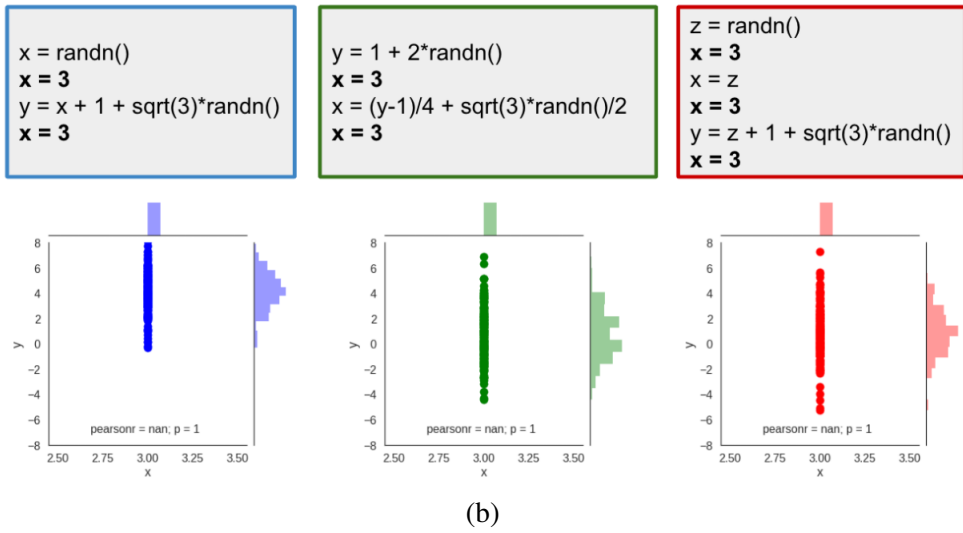 x = randn()
x = 3
y = x + 1 + sqrt(3)*randn()
x = 3
y = 1 + 2*randn()
x = 3
x = (y-1)/4 + sqrt(3)*randn()/2
x = 3
z = randn()
x = 3
x = z
x = 3
y = z + 1 + sqrt(3)*randn()
x = 3
8
6
4
2
0
−2
−4
−6
−8
y
pearsonr = nan; p = 1
2.50 2.75 3.00 3.25 3.50
x
8
6
4
2
0
−2
−4
−6
−8
y
pearsonr = nan; p = 1
2.50 2.75 3.00 3.25 3.50
x
8
6
4
2
0
−2
−4
−6
−8
y
pearsonr = nan; p = 1
2.50 2.75 3.00 3.25 3.50
x
(b)